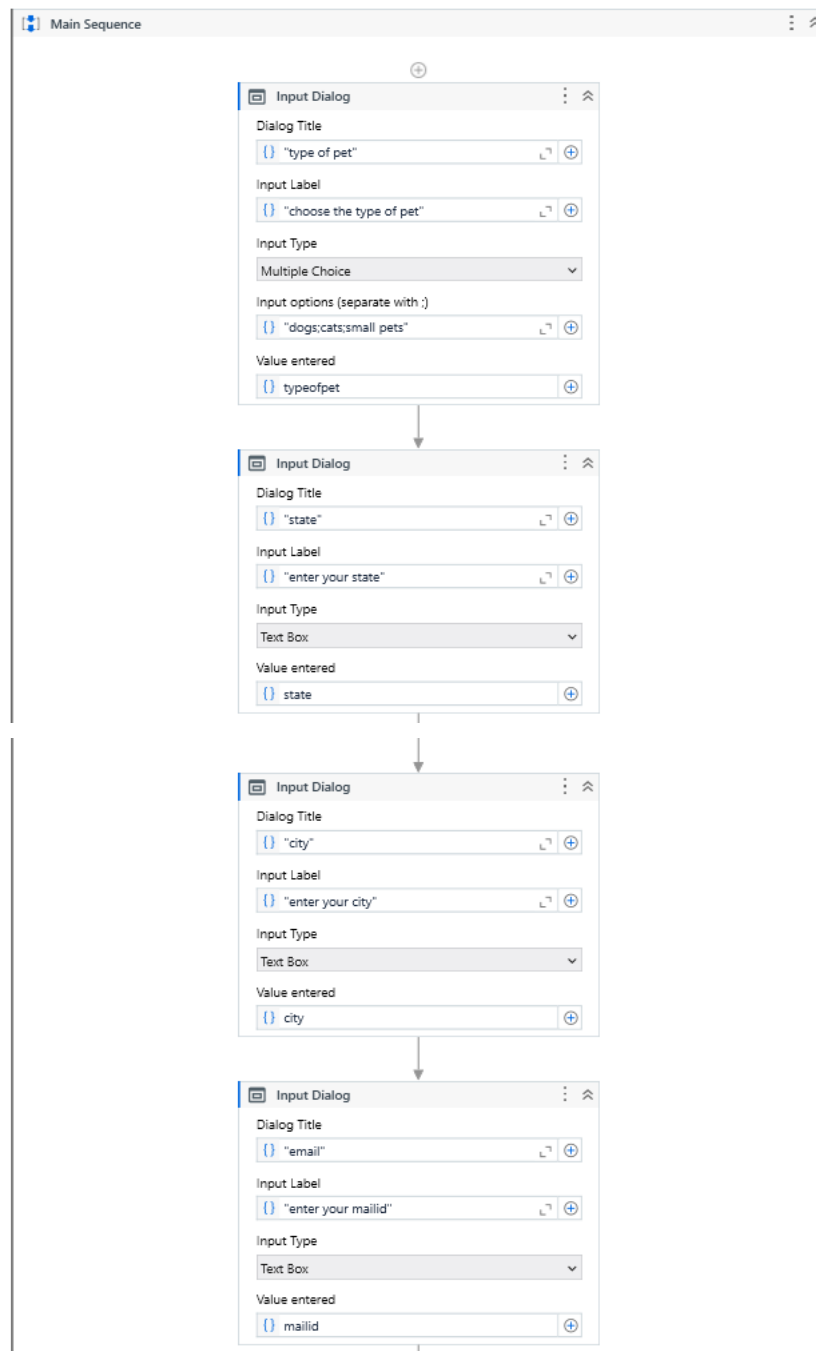 Main Sequence
Input Dialog
Dialog Title
{} "type of pet"
Input Label
{} "choose the type of pet"
Input Type
Multiple Choice
Input options (separate with ;)
{} "dogs;cats;small pets"
Value entered
{} typeofpet
Input Dialog
Dialog Title
{} "state"
Input Label
{} "enter your state"
Input Type
Text Box
Value entered
{} state
Input Dialog
Dialog Title
{} "city"
Input Label
{} "enter your city"
Input Type
Text Box
Value entered
{} city
Input Dialog
Dialog Title
{} "email"
Input Label
{} "enter your mailid"
Input Type
Text Box
Value entered
{} mailid